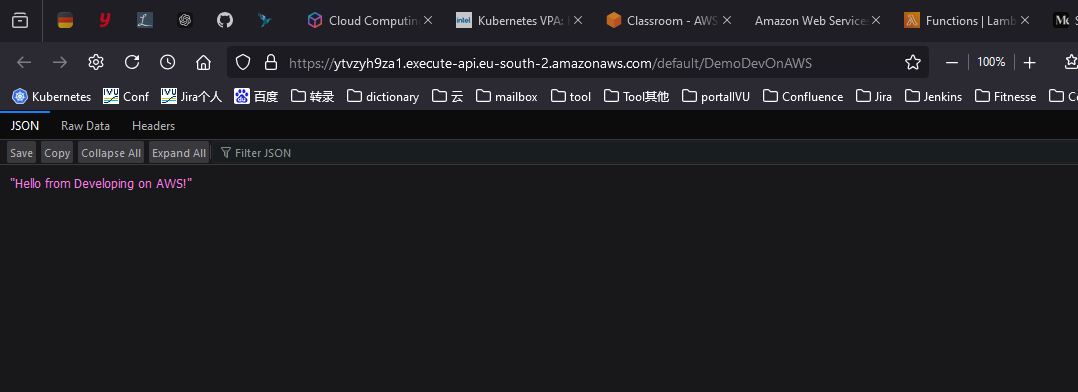 Cloud Computin
Kubernetes VPA:
Classroom - AWS
Amazon Web Service
Functions | Lamb
https://ytvzyh9za1.execute-api.eu-south-2.amazonaws.com/default/DemoDevOnAWS
100%
Kubernetes Conf Jira个人 百度 转录 dictionary 云 mailbox tool Tool其他 portalIVU Confluence Jira Jenkins Fitnesse
JSON Raw Data Headers
Save Copy Collapse All Expand All Filter JSON
"Hello from Developing on AWS!"